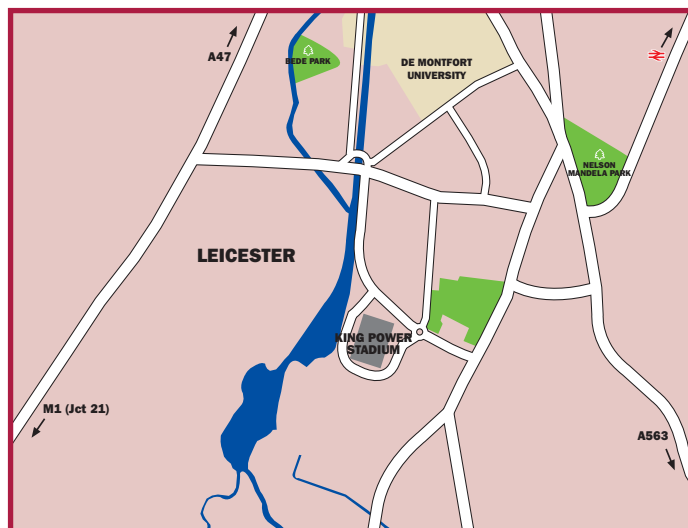 A47
BEDE PARK
DE MONTFORT
UNIVERSITY
NELSON
MANDELA PARK
LEICESTER
KING POWER
STADIUM
M1 (Jct 21)
A563